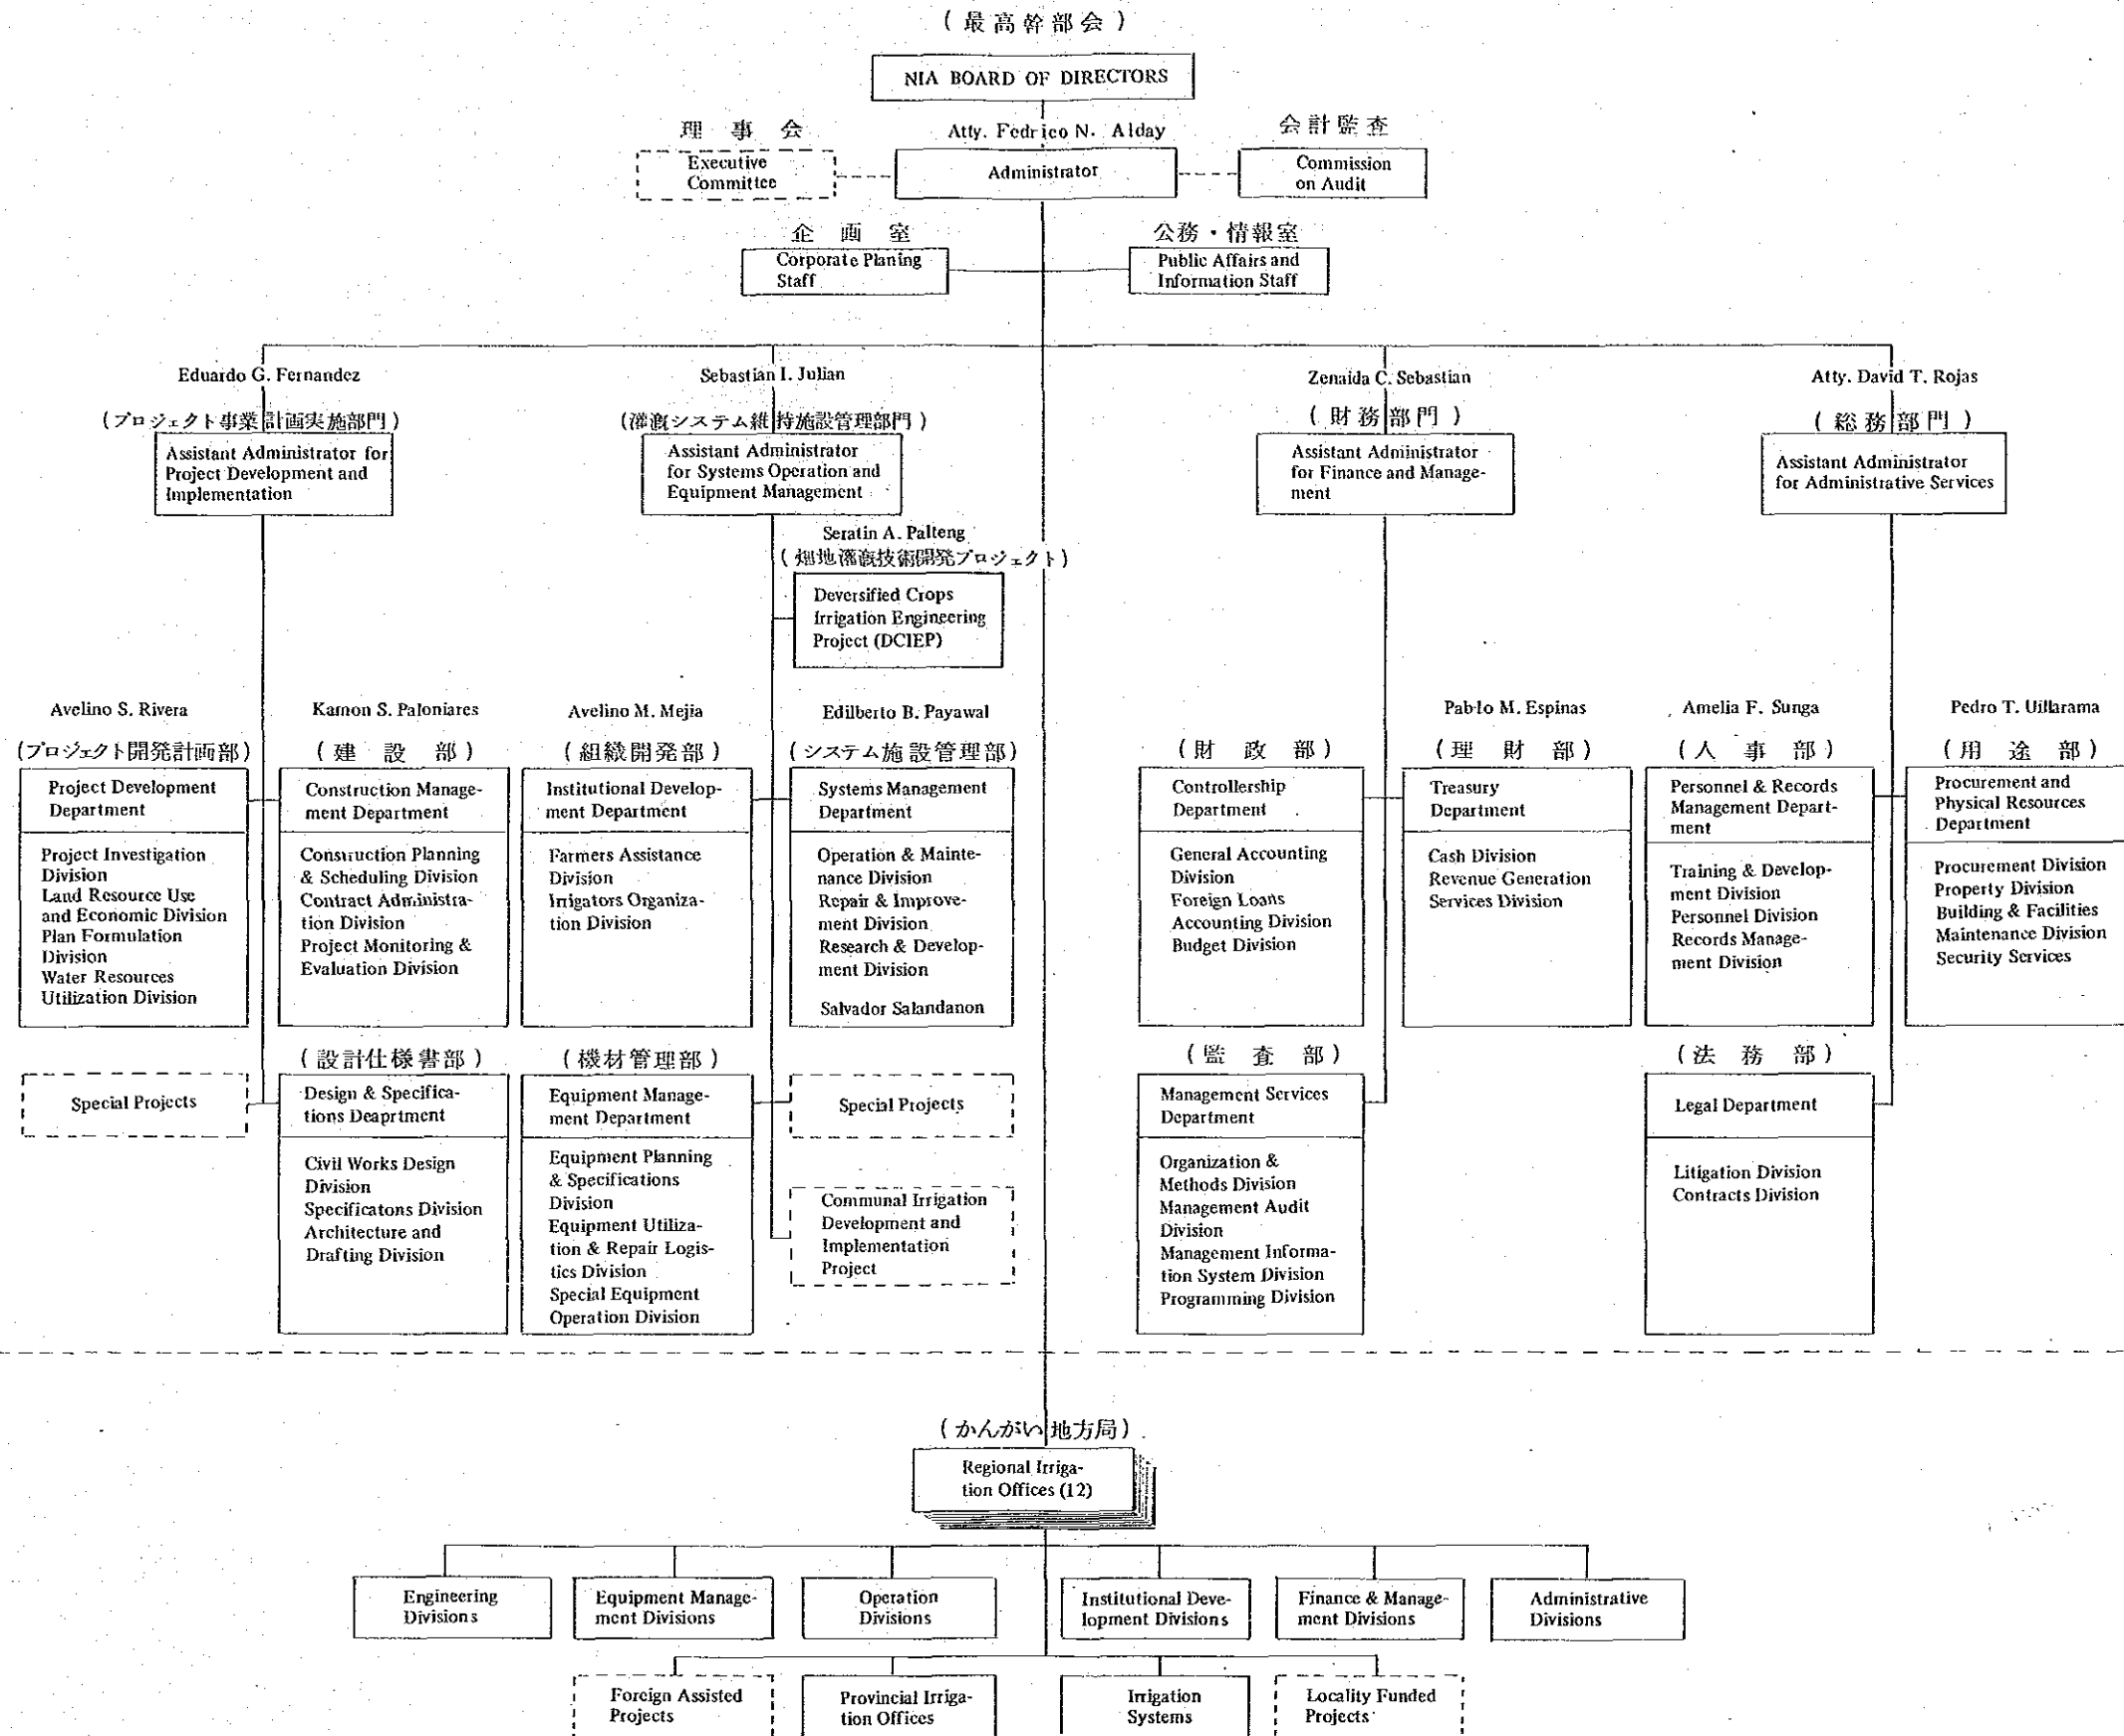 (最高幹部会)
NIA BOARD OF DIRECTORS
理事会
Atty. Fedrico N. Alday
会計監査
Executive
Committee
Administrator
Commission
on Audit
企画室
公務・情報室
Corporate Planing
Staff
Public Affairs and
Information Staff
Eduardo G. Fernandez
Sebastian I. Julian
Zenaida C. Sebastian
Atty. David T. Rojas
(プロジェクト事業計画実施部門)
(灌漑システム維持施設管理部門)
(財務部門)
(総務部門)
Assistant Administrator for
Project Development and
Implementation
Assistant Administrator
for Systems Operation and
Equipment Management
Assistant Administrator
for Finance and Manage-
ment
Assistant Administrator
for Administrative Services
Seratin A. Palteng
(畑地灌漑技術開発プロジェクト)
Deversified Crops
Irrigation Engineering
Project (DCIEP)
Avelino S. Rivera
Kamon S. Paloniares
Avelino M. Mejia
Edilberto B. Payawal
Pablo M. Espinas
Amelia F. Sunga
Pedro T. Uillarama
(プロジェクト開発計画部)
(建設部)
(組織開発部)
(システム施設管理部)
(財政部)
(理財部)
(人事部)
(用途部)
Project Development
Department
Construction Manage-
ment Department
Institutional Develop-
ment Department
Systems Management
Department
Controllership
Department
Treasury
Department
Personnel & Records
Management Depart-
ment
Procurement and
Physical Resources
Department
Project Investigation
Division
Land Resource Use
and Economic Division
Plan Formulation
Division
Water Resources
Utilization Division
Construction Planning
& Scheduling Division
Contract Administra-
tion Division
Project Monitoring &
Evaluation Division
Farmers Assistance
Division
Irrigators Organiza-
tion Division
Operation & Mainte-
nance Division
Repair & Improve-
ment Division
Research & Develop-
ment Division
Salvador Salandanon
General Accounting
Division
Foreign Loans
Accounting Division
Budget Division
Cash Division
Revenue Generation
Services Division
Training & Develop-
ment Division
Personnel Division
Records Manage-
ment Division
Procurement Division
Property Division
Building & Facilities
Maintenance Division
Security Services
(設計仕様書部)
(機材管理部)
(監査部)
(法務部)
Special Projects
Design & Specifica-
tions Deaprtment
Equipment Manage-
ment Department
Special Projects
Management Services
Department
Legal Department
Civil Works Design
Division
Specificatons Division
Architecture and
Drafting Division
Equipment Planning
& Specifications
Division
Equipment Utiliza-
tion & Repair Logis-
tics Division
Special Equipment
Operation Division
Communal Irrigation
Development and
Implementation
Project
Organization &
Methods Division
Management Audit
Division
Management Informa-
tion System Division
Programming Division
Litigation Division
Contracts Division
(かんがい地方局)
Regional Irriga-
tion Offices (12)
Engineering
Divisions
Equipment Manage-
ment Divisions
Operation
Divisions
Institutional Deve-
lopment Divisions
Finance & Manage-
ment Divisions
Administrative
Divisions
Foreign Assisted
Projects
Provincial Irriga-
tion Offices
Irrigation
Systems
Locality Funded
Projects